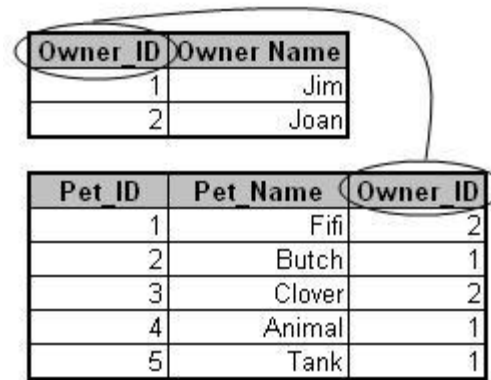 Owner_ID Owner Name
1 Jim
2 Joan
Pet_ID Pet_Name Owner_ID
1 Fifi 2
2 Butch 1
3 Clover 2
4 Animal 1
5 Tank 1